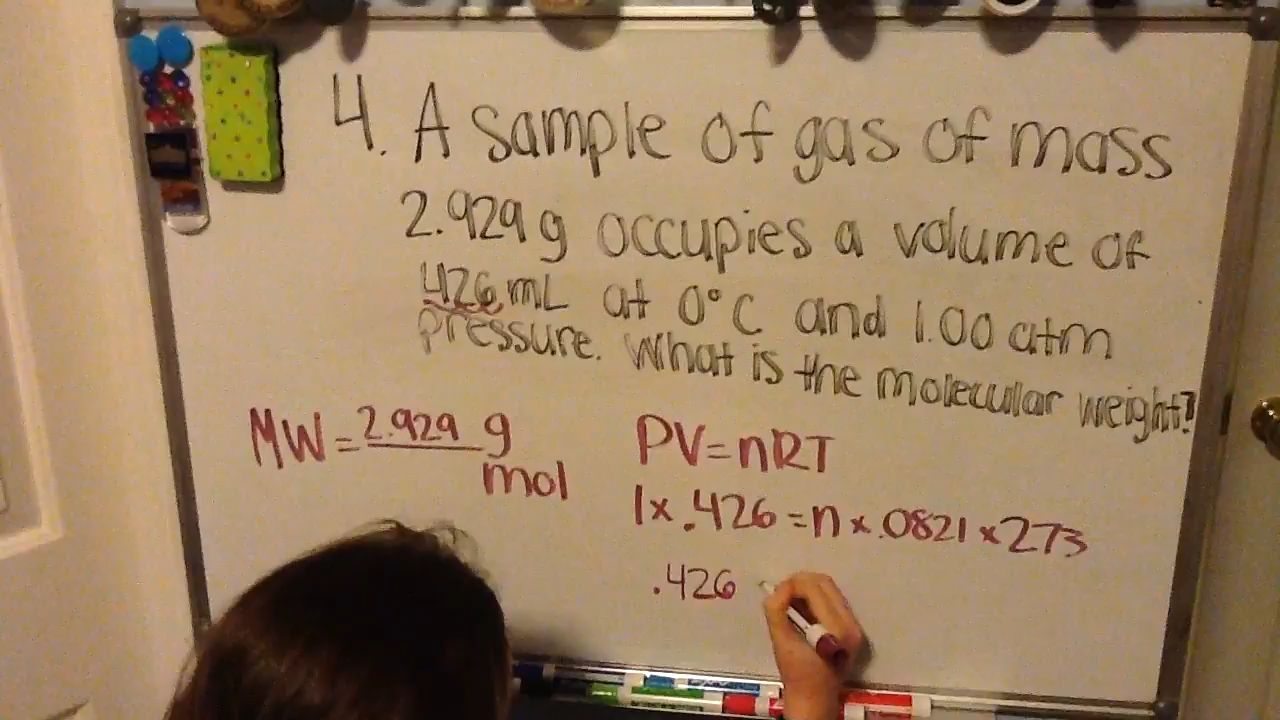 4. A sample of gas of mass
2.929 g occupies a volume of
426 mL at 0°C and 1.00 atm
pressure. What is the molecular weight?
MW = 2.929 g
mol
PV=nRT
1 x .426 = n x .0821 x 273
.426